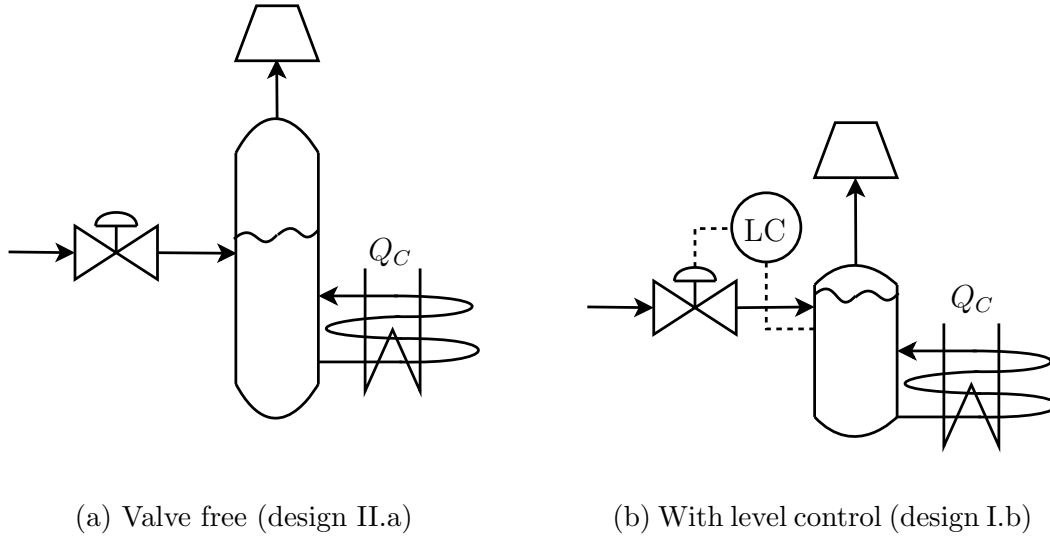 Q_C
LC
Q_C
(a) Valve free (design II.a)
(b) With level control (design I.b)